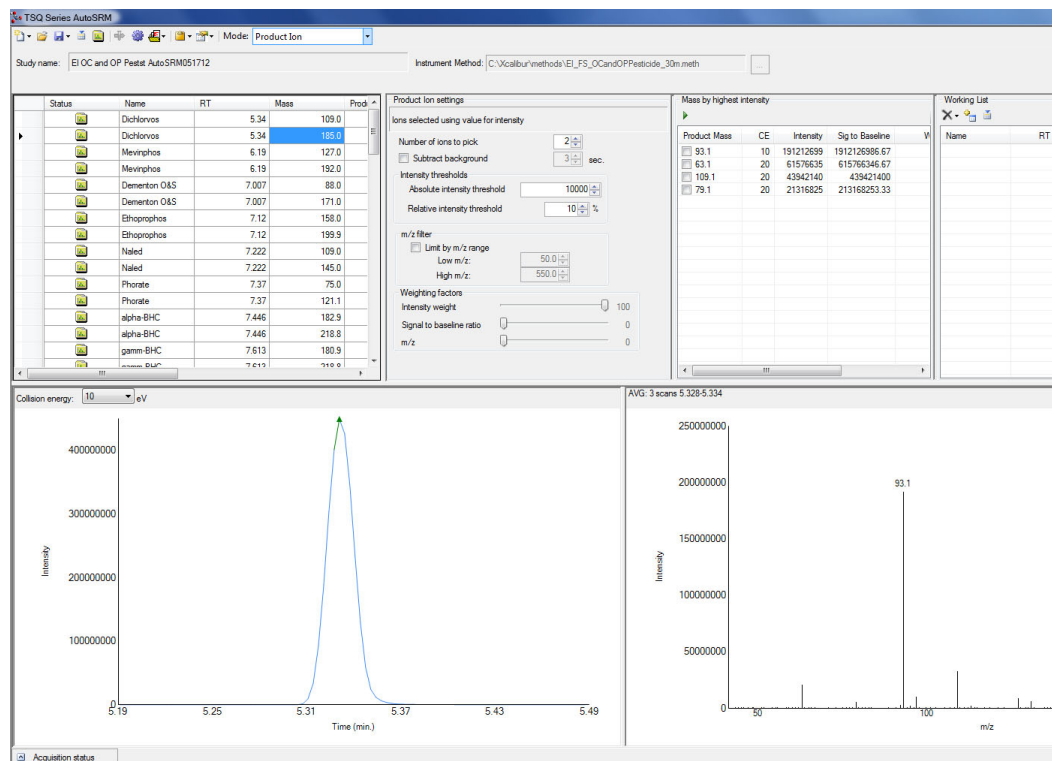 TSQ Series AutoSRM
Mode: Product Ion
Study name: EI OC and OP Pestst AutoSRM051712 Instrument Method: C:\Xcalibur\methods\EI_FS_OCandOPPesticide_30m.meth ...
Status Name RT Mass Prod
Dichlorvos 5.34 109.0
Dichlorvos 5.34 185.0
Mevinphos 6.19 127.0
Mevinphos 6.19 192.0
Dementon O&S 7.007 88.0
Dementon O&S 7.007 171.0
Ethoprophos 7.12 158.0
Ethoprophos 7.12 199.9
Naled 7.222 109.0
Naled 7.222 145.0
Phorate 7.37 75.0
Phorate 7.37 121.1
alpha-BHC 7.446 182.9
alpha-BHC 7.446 218.8
gamm-BHC 7.613 180.9
gamm-BHC 7.613 218.8
Product Ion settings
Ions selected using value for intensity
Number of ions to pick 2
Subtract background 3 sec.
Intensity thresholds
Absolute intensity threshold 10000
Relative intensity threshold 10 %
m/z filter
Limit by m/z range
Low m/z: 50.0
High m/z: 550.0
Weighting factors
Intensity weight 100
Signal to baseline ratio 0
m/z 0
Mass by highest intensity
Product Mass CE Intensity Sig to Baseline W
93.1 10 191212699 1912126986.67
63.1 20 61576635 615766346.67
109.1 20 43942140 439421400
79.1 20 21316825 213168253.33
Working List
Name RT
Collision energy: 10 eV
400000000
300000000
200000000
100000000
0
5.19 5.25 5.31 5.37 5.43 5.49
Intensity
Time (min.)
AVG: 3 scans 5.328-5.334
250000000
200000000
150000000
100000000
50000000
0
93.1
50 100
Intensity
m/z
Acquisition status